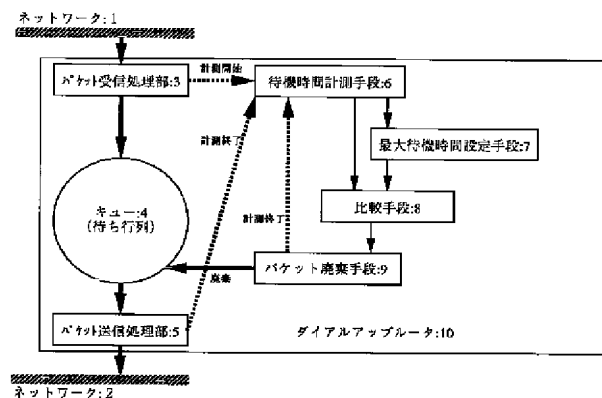 ネットワーク:1
パケット受信処理部:3
計測開始
待機時間計測手段:6
計測終了
最大待機時間設定手段:7
キュー:4
(待ち行列)
計測終了
比較手段:8
廃棄
パケット廃棄手段:9
パケット送信処理部:5
ダイアルアップルータ:10
ネットワーク:2